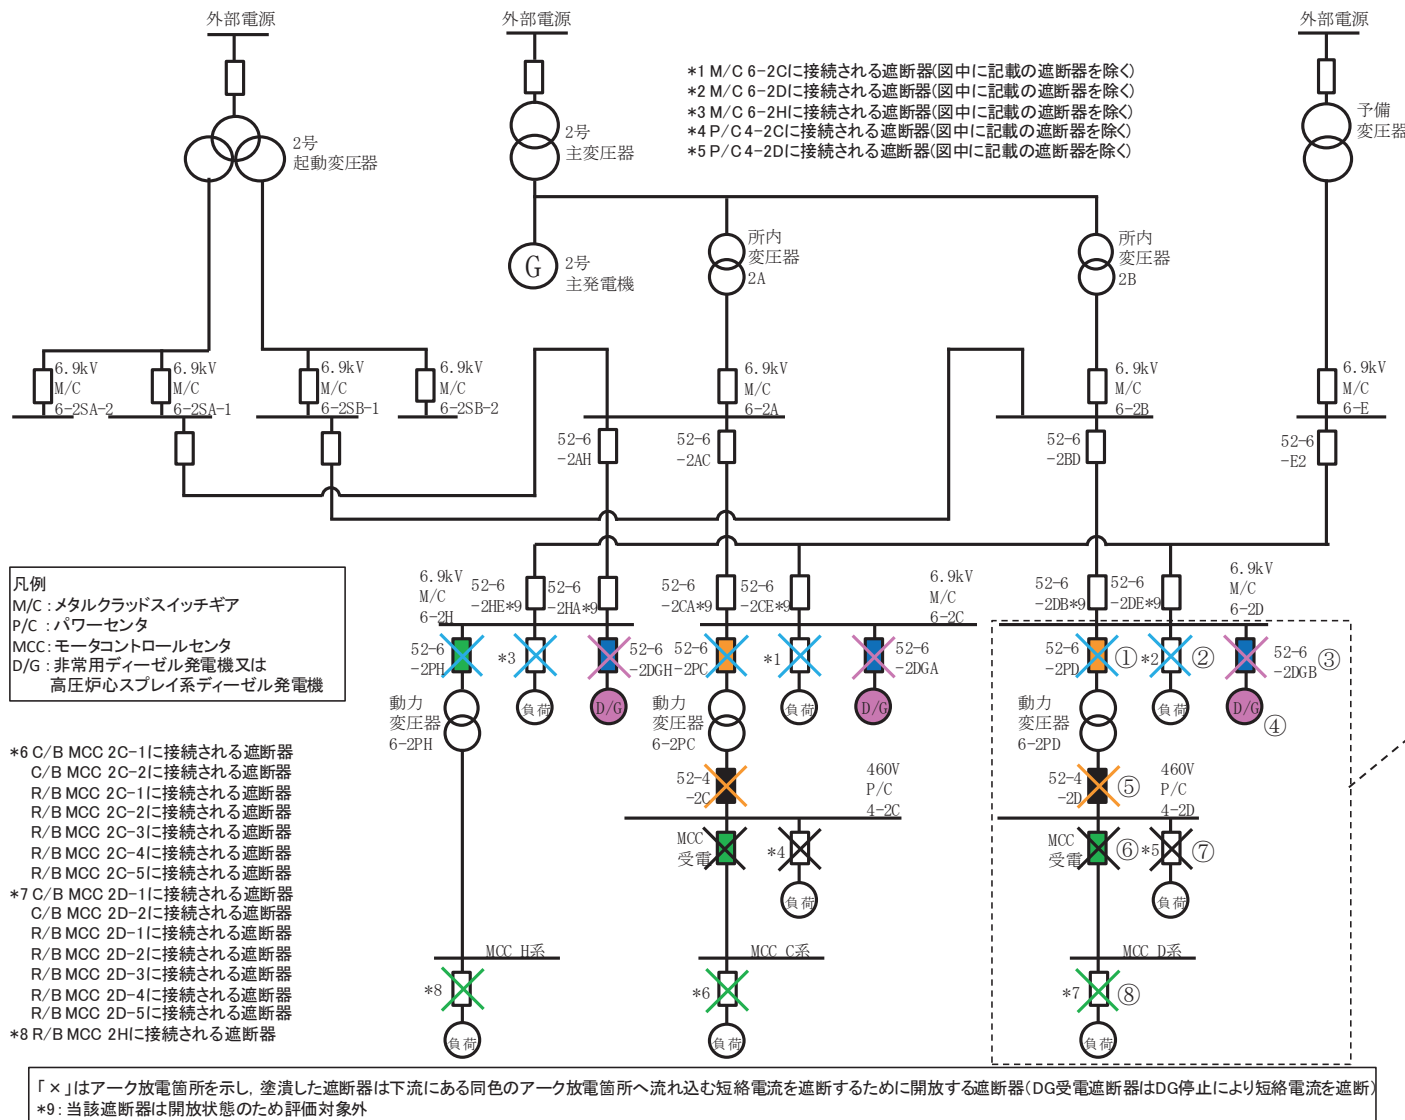 外部電源
外部電源
外部電源
*1 M/C 6-2Cに接続される遮断器(図中に記載の遮断器を除く)
*2 M/C 6-2Dに接続される遮断器(図中に記載の遮断器を除く)
*3 M/C 6-2Hに接続される遮断器(図中に記載の遮断器を除く)
*4 P/C 4-2Cに接続される遮断器(図中に記載の遮断器を除く)
*5 P/C 4-2Dに接続される遮断器(図中に記載の遮断器を除く)
2号
起動変圧器
2号
主変圧器
予備
変圧器
G
2号
主発電機
所内
変圧器
2A
所内
変圧器
2B
6.9kV
M/C
6-2SA-2
6.9kV
M/C
6-2SA-1
6.9kV
M/C
6-2SB-1
6.9kV
M/C
6-2SB-2
6.9kV
M/C
6-2A
6.9kV
M/C
6-2B
6.9kV
M/C
6-E
52-6
-2AH
52-6
-2AC
52-6
-2BD
52-6
-E2
凡例
M/C：メタルクラッドスイッチギア
P/C：パワーセンタ
MCC：モータコントロールセンタ
D/G：非常用ディーゼル発電機又は
高圧炉心スプレイ系ディーゼル発電機
6.9kV
M/C
6-2H
52-6
-2HE*9
52-6
-2HA*9
52-6
-2CA*9
52-6
-2CE*9
6.9kV
M/C
6-2C
52-6
-2DB*9
52-6
-2DE*9
6.9kV
M/C
6-2D
52-6
-2PH
*3
52-6
-2DGH
52-6
-2PC
*1
52-6
-2DGA
52-6
-2PD
①
*2
②
52-6
-2DGB
③
動力
変圧器
6-2PH
負荷
D/G
動力
変圧器
6-2PC
負荷
D/G
動力
変圧器
6-2PD
負荷
D/G
④
52-4
-2C
460V
P/C
4-2C
52-4
-2D
⑤
460V
P/C
4-2D
MCC
受電
*4
負荷
MCC
受電
⑥
*5
⑦
負荷
*6 C/B MCC 2C-1に接続される遮断器
C/B MCC 2C-2に接続される遮断器
R/B MCC 2C-1に接続される遮断器
R/B MCC 2C-2に接続される遮断器
R/B MCC 2C-3に接続される遮断器
R/B MCC 2C-4に接続される遮断器
R/B MCC 2C-5に接続される遮断器
*7 C/B MCC 2D-1に接続される遮断器
C/B MCC 2D-2に接続される遮断器
R/B MCC 2D-1に接続される遮断器
R/B MCC 2D-2に接続される遮断器
R/B MCC 2D-3に接続される遮断器
R/B MCC 2D-4に接続される遮断器
R/B MCC 2D-5に接続される遮断器
*8 R/B MCC 2Hに接続される遮断器
MCC H系
MCC C系
MCC D系
*8
*6
*7
⑧
負荷
負荷
負荷
「×」はアーク放電箇所を示し，塗潰した遮断器は下流にある同色のアーク放電箇所へ流れ込む短絡電流を遮断するために開放する遮断器(DG受電遮断器はDG停止により短絡電流を遮断)
*9：当該遮断器は開放状態のため評価対象外